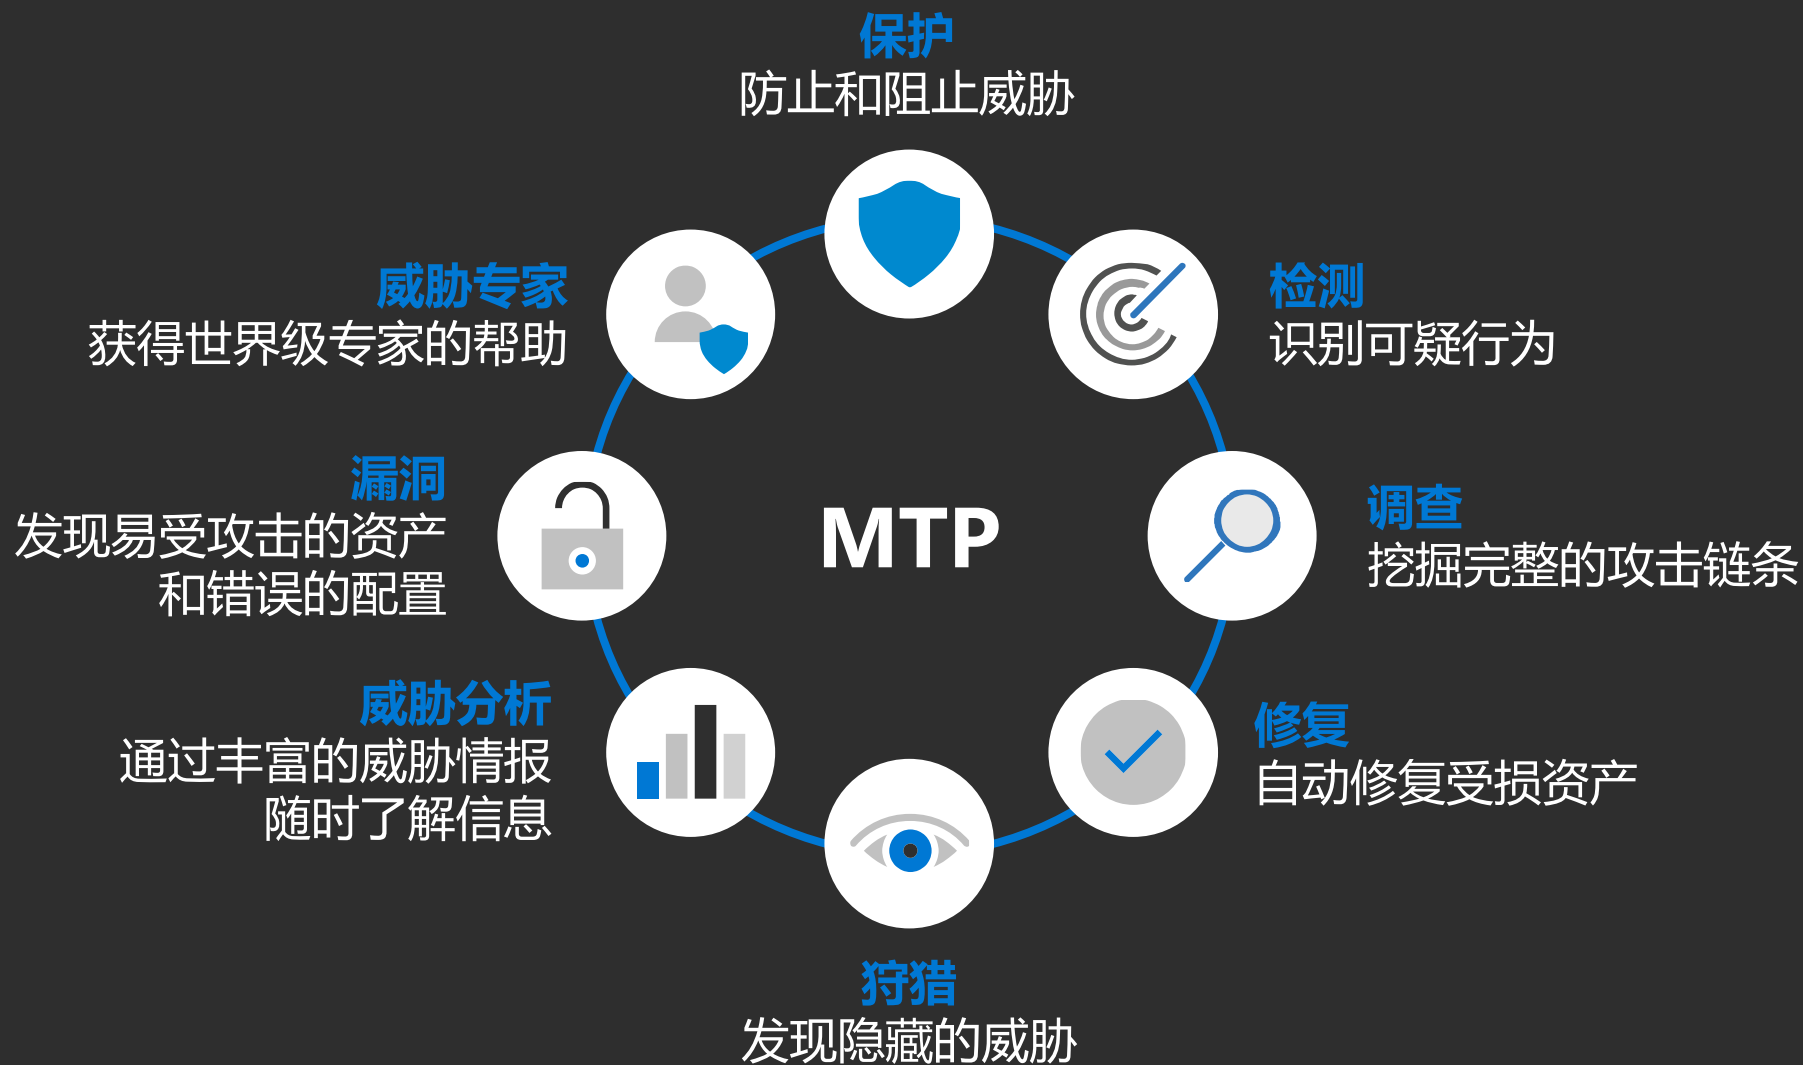 保护
防止和阻止威胁
威胁专家
获得世界级专家的帮助
检测
识别可疑行为
漏洞
发现易受攻击的资产
和错误的配置
MTP
调查
挖掘完整的攻击链条
威胁分析
通过丰富的威胁情报
随时了解信息
修复
自动修复受损资产
狩猎
发现隐藏的威胁